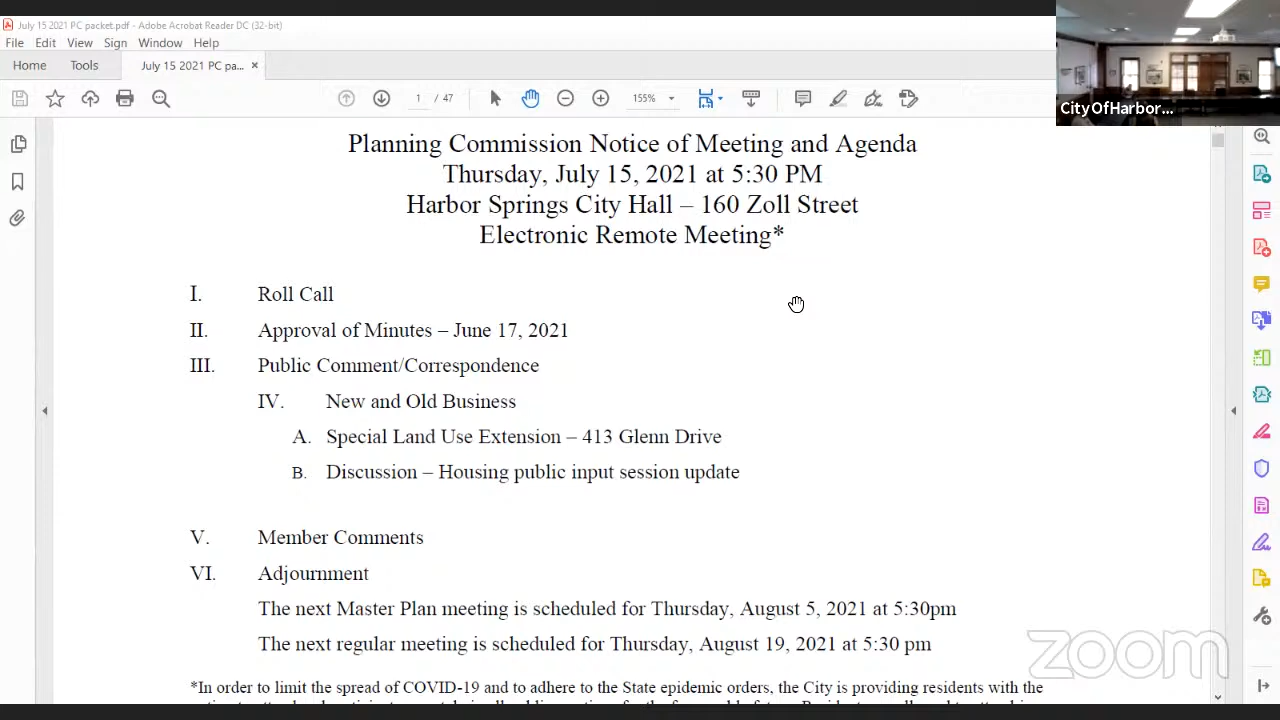 July 15 2021 PC packet.pdf - Adobe Acrobat Reader DC (32-bit)
File Edit View Sign Window Help
Home Tools July 15 2021 PC pa... ×
1 / 47 155%
CityOfHarbor...
Planning Commission Notice of Meeting and Agenda
Thursday, July 15, 2021 at 5:30 PM
Harbor Springs City Hall – 160 Zoll Street
Electronic Remote Meeting*
I. Roll Call
II. Approval of Minutes – June 17, 2021
III. Public Comment/Correspondence
IV. New and Old Business
A. Special Land Use Extension – 413 Glenn Drive
B. Discussion – Housing public input session update
V. Member Comments
VI. Adjournment
The next Master Plan meeting is scheduled for Thursday, August 5, 2021 at 5:30pm
The next regular meeting is scheduled for Thursday, August 19, 2021 at 5:30 pm
zoom
*In order to limit the spread of COVID-19 and to adhere to the State epidemic orders, the City is providing residents with the